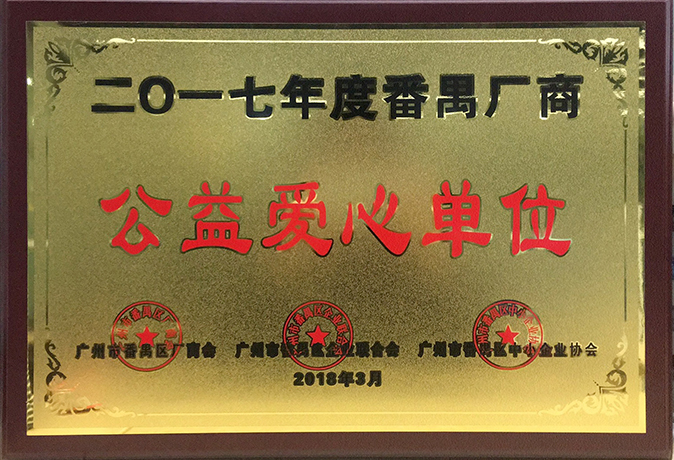 二〇一七年度番禺厂商
公益爱心单位
广州市番禺区厂商会 广州市番禺区企业联合会 广州市番禺区中小企业协会
2018年3月